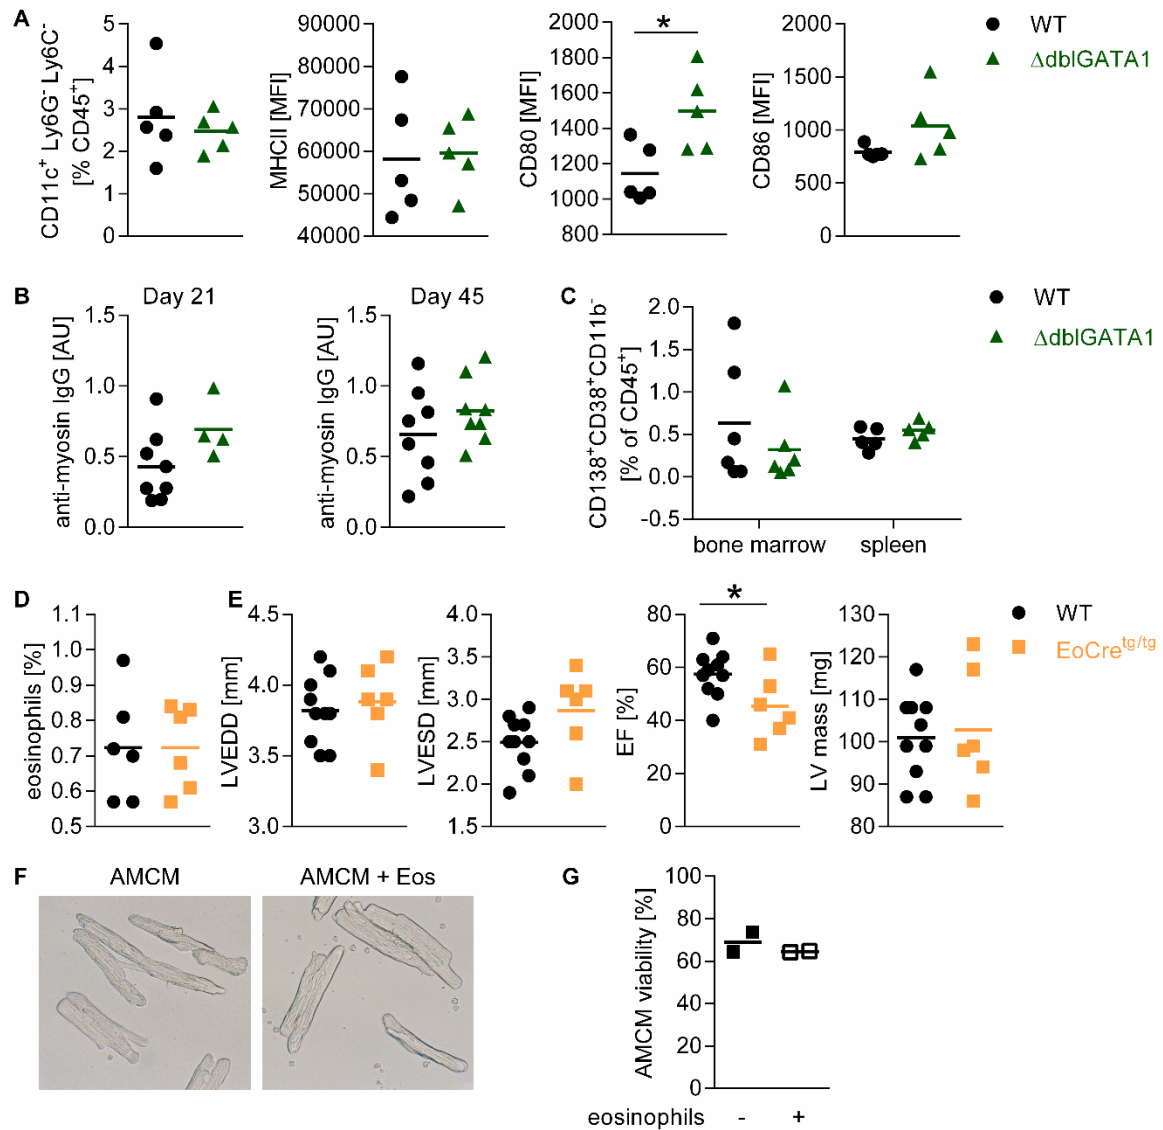 A
CD11c⁺ Ly6G⁻ Ly6C⁻
[% CD45⁺]
5
4
3
2
1
0
MHCII [MFI]
90000
80000
70000
60000
50000
40000
CD80 [MFI]
2000
1800
1600
1400
1200
1000
800
*
CD86 [MFI]
2000
1500
1000
500
0
WT
ΔdblGATA1
B
Day 21
anti-myosin IgG [AU]
1.5
1.0
0.5
0.0
Day 45
anti-myosin IgG [AU]
1.5
1.0
0.5
0.0
C
CD138⁺CD38⁺CD11b⁻
[% of CD45⁺]
2.0
1.5
1.0
0.5
0.0
-0.5
bone marrow
spleen
WT
ΔdblGATA1
D
eosinophils [%]
1.1
1.0
0.9
0.8
0.7
0.6
0.5
E
LVEDD [mm]
4.5
4.0
3.5
3.0
LVESD [mm]
4.0
3.5
3.0
2.5
2.0
1.5
EF [%]
80
60
40
20
0
*
LV mass [mg]
130
120
110
100
90
80
WT
EoCreᵗᵍ/ᵗᵍ
F
AMCM
AMCM + Eos
G
AMCM viability [%]
100
80
60
40
20
0
eosinophils - +